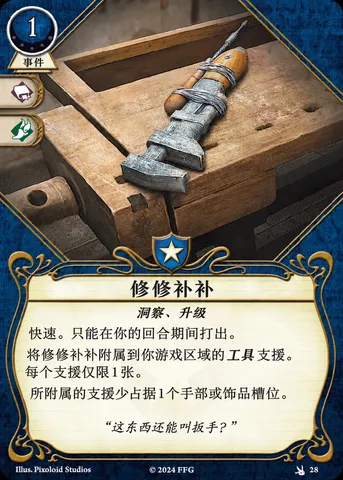 1
事件
修修补补
洞察、升级
快速。只能在你的回合期间打出。
将修修补补附属到你游戏区域的工具支援。
每个支援仅限1张。
所附属的支援少占据1个手部或饰品槽位。
“这东西还能叫扳手？”
Illus. Pixoloid Studios © 2024 FFG 28